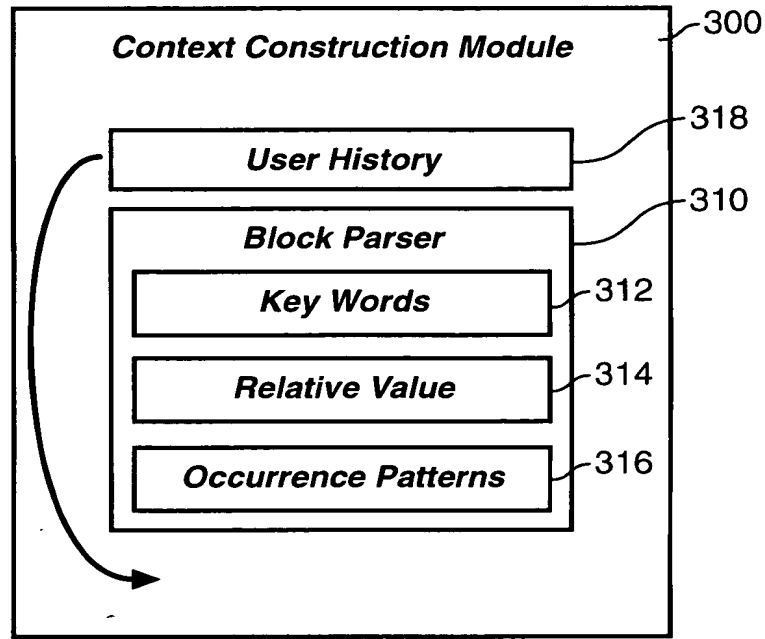 Context Construction Module
300
User History
318
Block Parser
310
Key Words
312
Relative Value
314
Occurrence Patterns
316